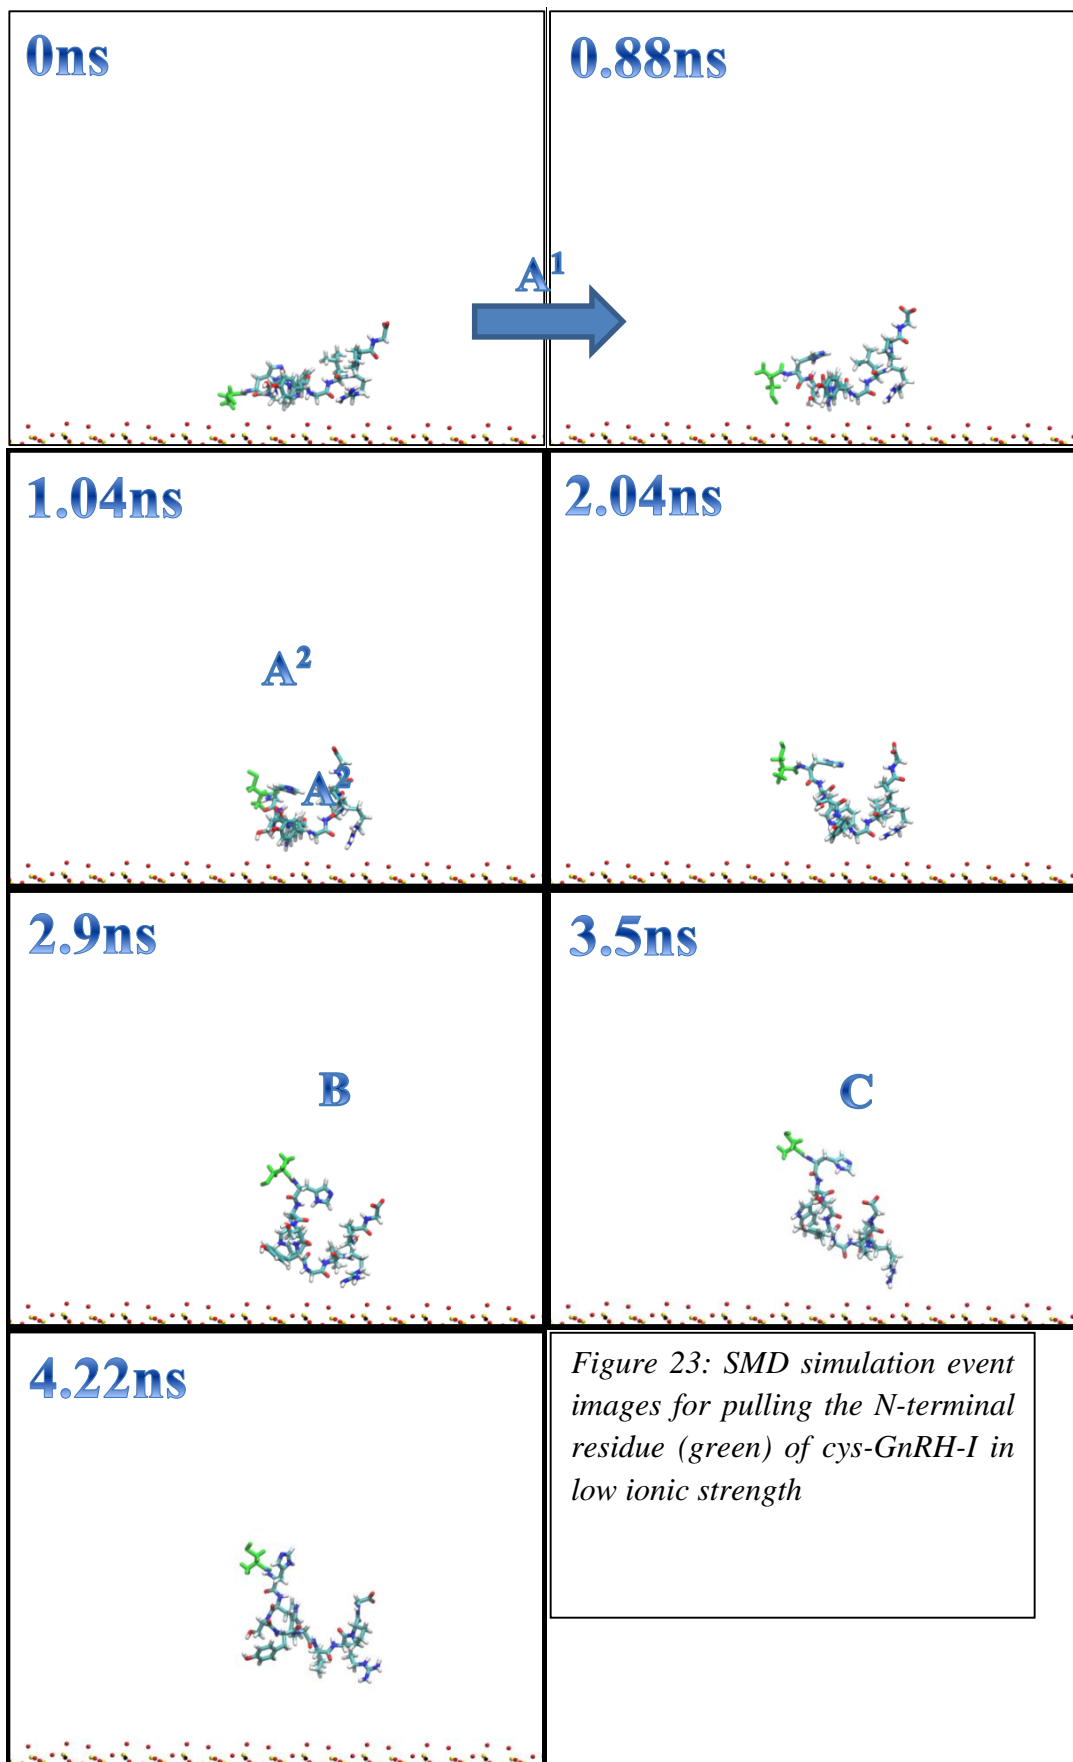 0ns
0.88ns
A¹
1.04ns
2.04ns
A²
A²
2.9ns
3.5ns
B
C
4.22ns
Figure 23: SMD simulation event
images for pulling the N-terminal
residue (green) of cys-GnRH-I in
low ionic strength